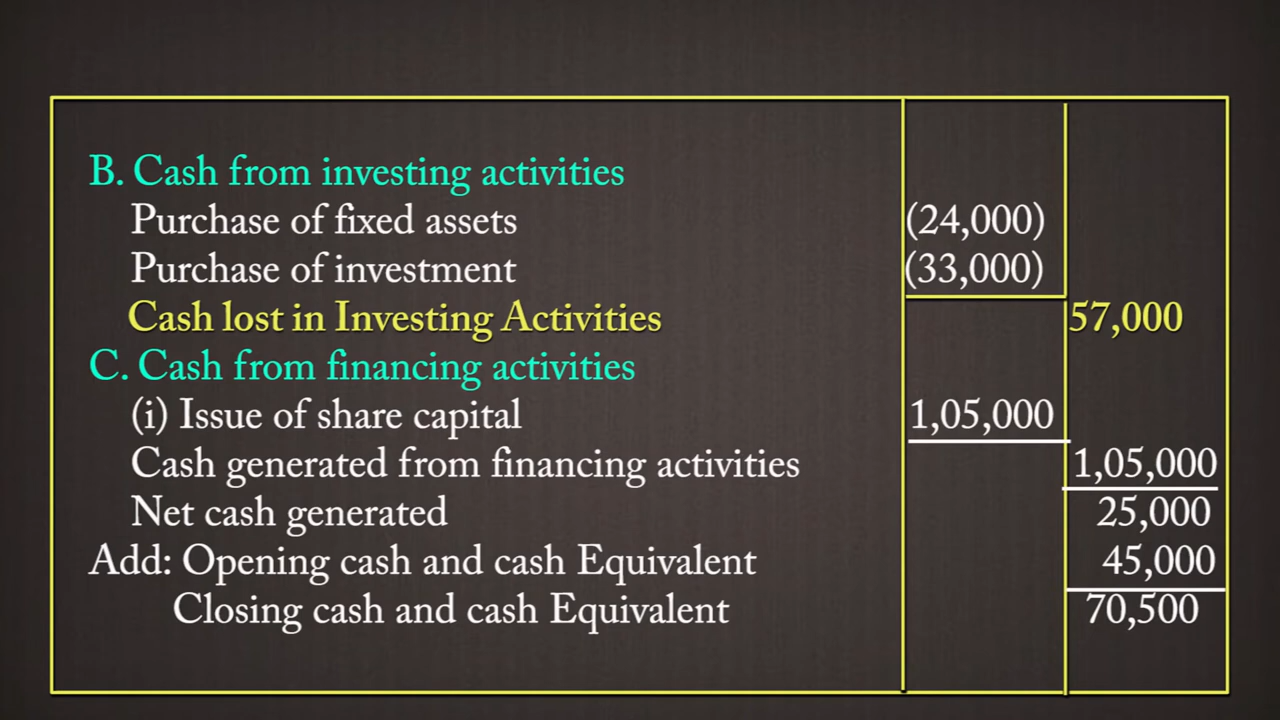 B. Cash from investing activities
Purchase of fixed assets (24,000)
Purchase of investment (33,000)
Cash lost in Investing Activities 57,000
C. Cash from financing activities
(i) Issue of share capital 1,05,000
Cash generated from financing activities 1,05,000
Net cash generated 25,000
Add: Opening cash and cash Equivalent 45,000
Closing cash and cash Equivalent 70,500